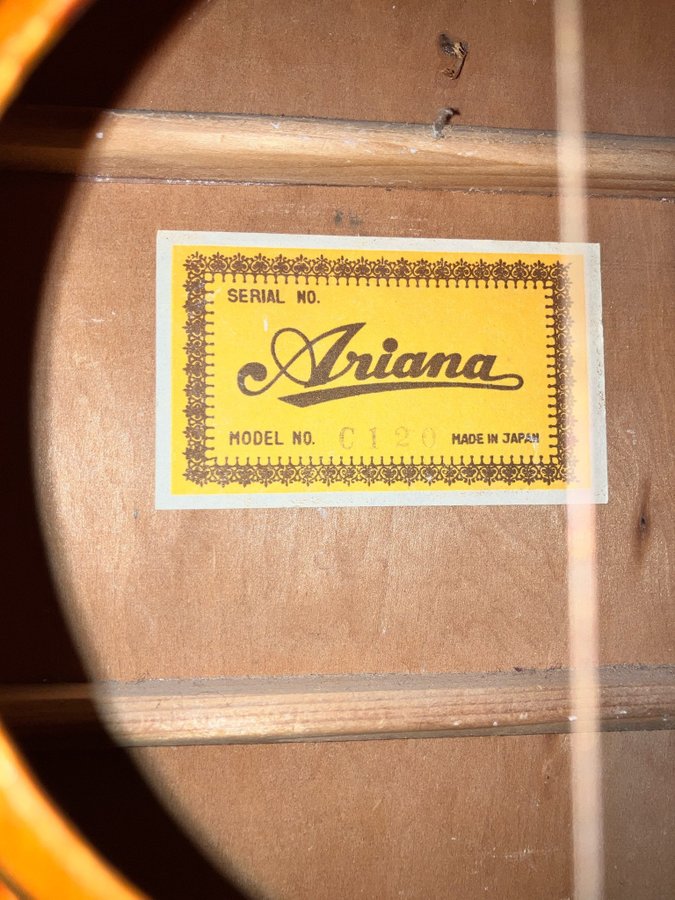 SERIAL NO.
Ariana
MODEL NO. C120 MADE IN JAPAN